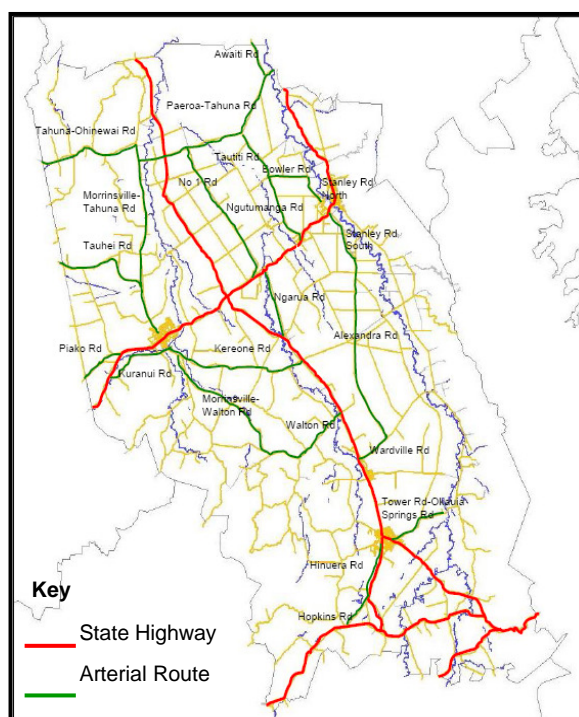 Awaiti Rd
Paeroa-Tahuna Rd
Tahuna-Ohinewai Rd
Tautiti Rd
Bowler Rd
No 1 Rd
Stanley Rd
North
Morrinsville-
Tahuna Rd
Ngutumanga Rd
Stanley Rd
South
Tauhei Rd
Ngarua Rd
Alexandra Rd
Piako Rd
Kereone Rd
Kuranui Rd
Morrinsville-
Walton Rd
Walton Rd
Wardville Rd
Tower Rd-
Springs Rd
Hinuera Rd
Hopkins Rd
Key
State Highway
Arterial Route